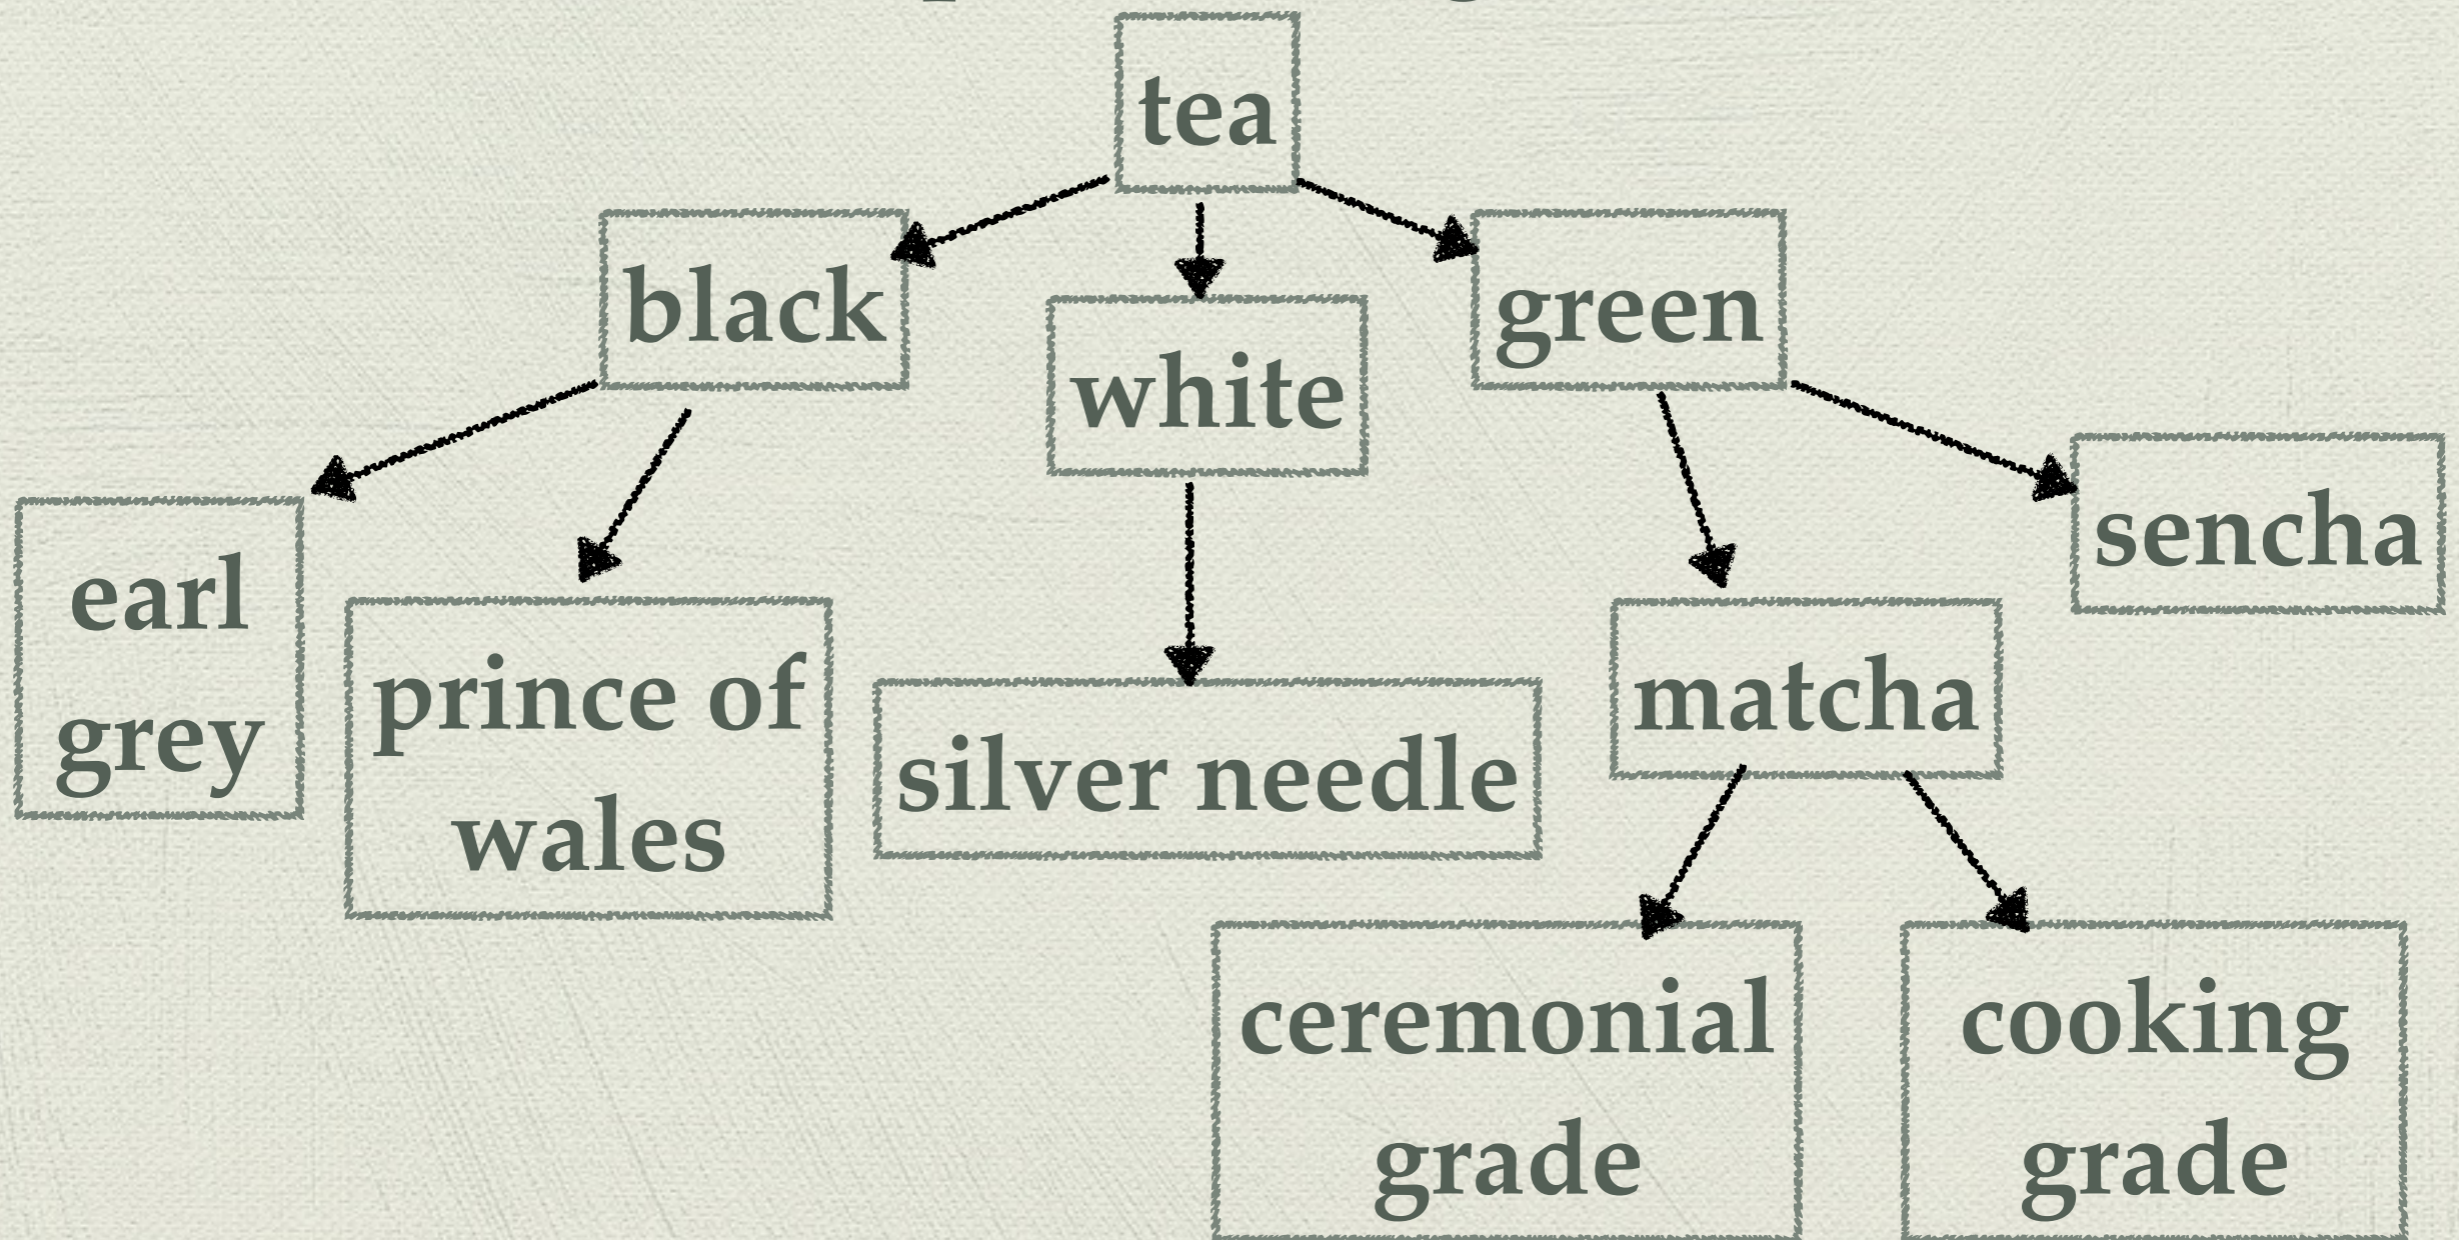 tea
black
white
green
earl
grey
prince of
wales
silver needle
matcha
sencha
ceremonial
grade
cooking
grade